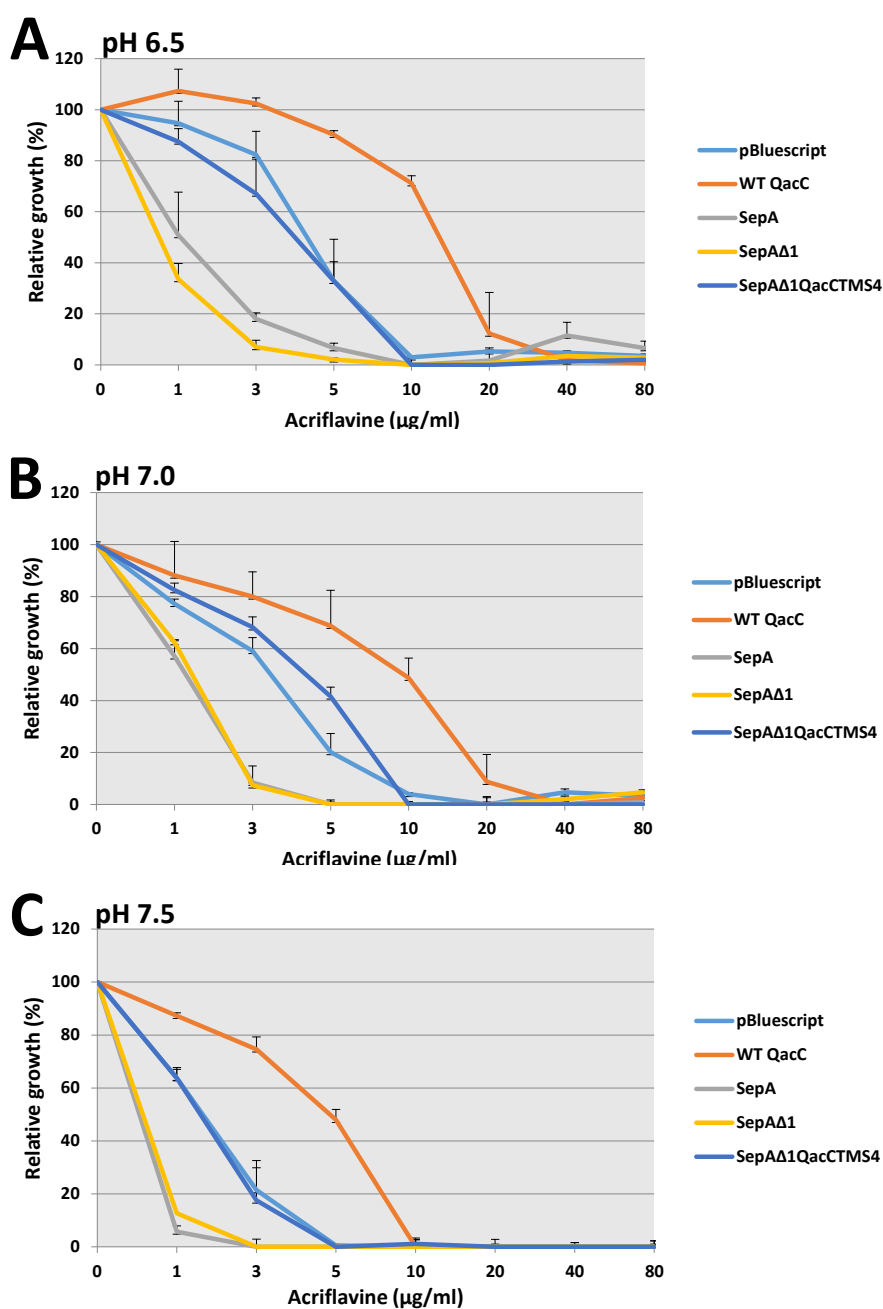 A
pH 6.5
Relative growth (%)
120
100
80
60
40
20
0
0 1 3 5 10 20 40 80
Acriflavine (µg/ml)
pBluescript
WT QacC
SepA
SepAΔ1
SepAΔ1QacCTMS4
B
pH 7.0
Relative growth (%)
120
100
80
60
40
20
0
0 1 3 5 10 20 40 80
Acriflavine (µg/ml)
pBluescript
WT QacC
SepA
SepAΔ1
SepAΔ1QacCTMS4
C
pH 7.5
Relative growth (%)
120
100
80
60
40
20
0
0 1 3 5 10 20 40 80
Acriflavine (µg/ml)
pBluescript
WT QacC
SepA
SepAΔ1
SepAΔ1QacCTMS4